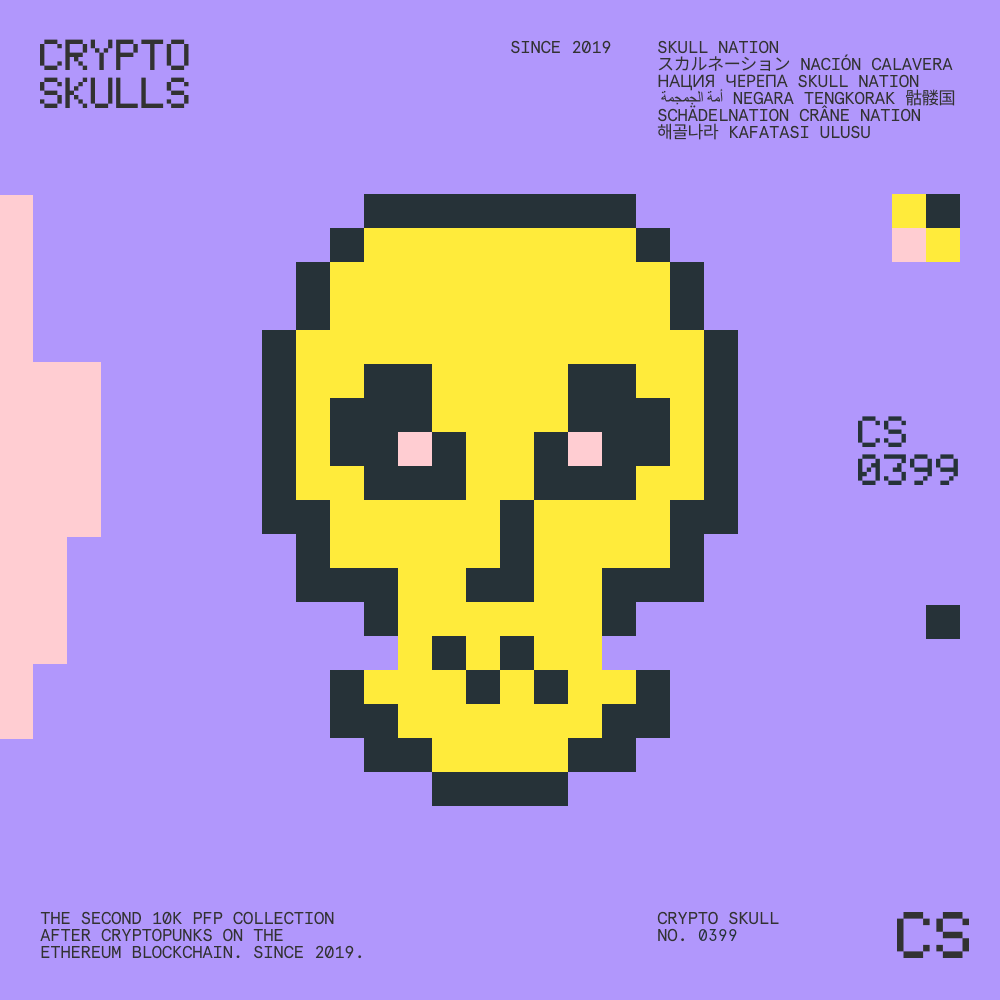 CRYPTO
SKULLS
SINCE 2019
SKULL NATION
スカルネーション NACIÓN CALAVERA
НАЦИЯ ЧЕРЕПА SKULL NATION
أمة الجمجمة NEGARA TENGKORAK 骷髅国
SCHÄDELNATION CRÂNE NATION
해골나라 KAFATASI ULUSU
CS
0399
THE SECOND 10K PFP COLLECTION
AFTER CRYPTOPUNKS ON THE
ETHEREUM BLOCKCHAIN. SINCE 2019.
CRYPTO SKULL
NO. 0399
CS